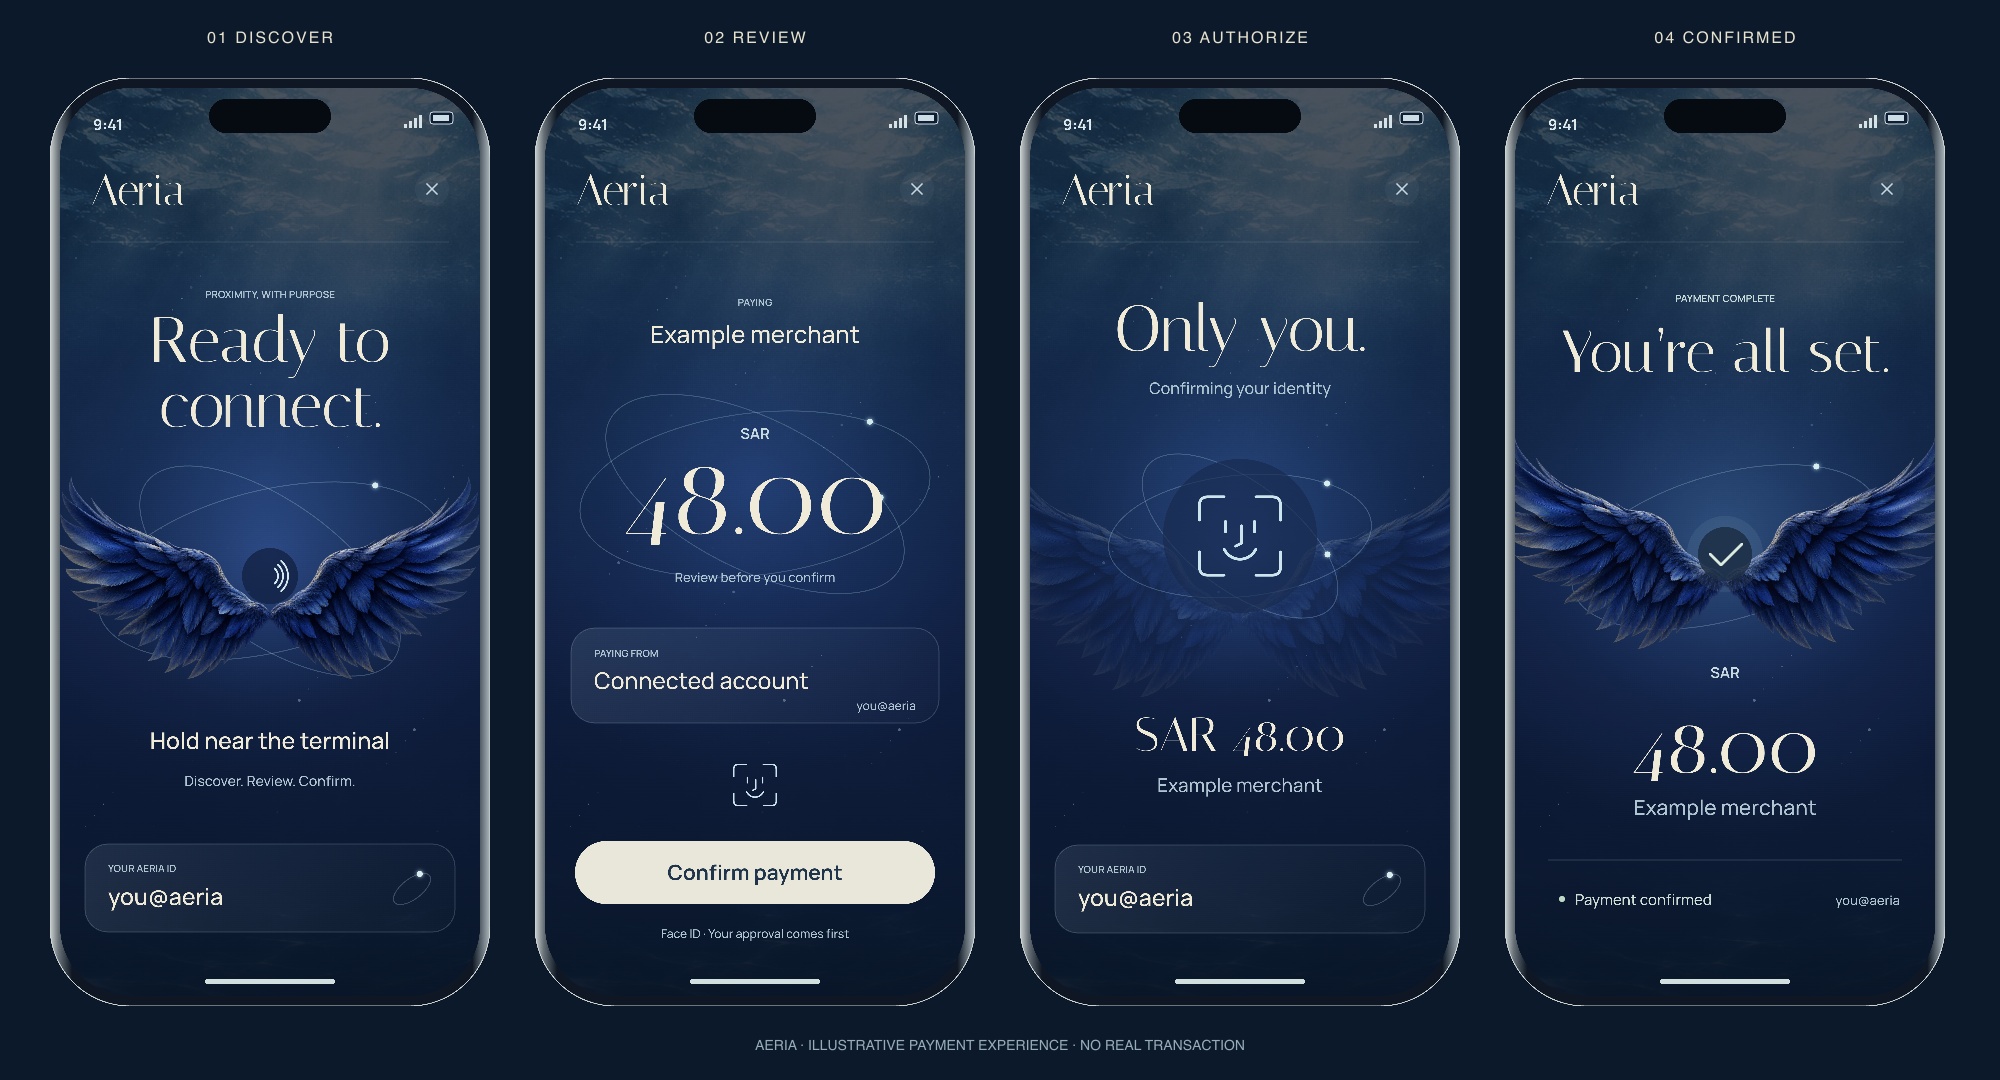 01 DISCOVER
9:41
Aeria
PROXIMITY, WITH PURPOSE
Ready to
connect.
Hold near the terminal
Discover. Review. Confirm.
YOUR AERIA ID
you@aeria
02 REVIEW
9:41
Aeria
PAYING
Example merchant
SAR
48.00
Review before you confirm
PAYING FROM
Connected account
you@aeria
Confirm payment
Face ID · Your approval comes first
03 AUTHORIZE
9:41
Aeria
Only you.
Confirming your identity
SAR 48.00
Example merchant
YOUR AERIA ID
you@aeria
04 CONFIRMED
9:41
Aeria
PAYMENT COMPLETE
You're all set.
SAR
48.00
Example merchant
Payment confirmed
you@aeria
AERIA · ILLUSTRATIVE PAYMENT EXPERIENCE · NO REAL TRANSACTION